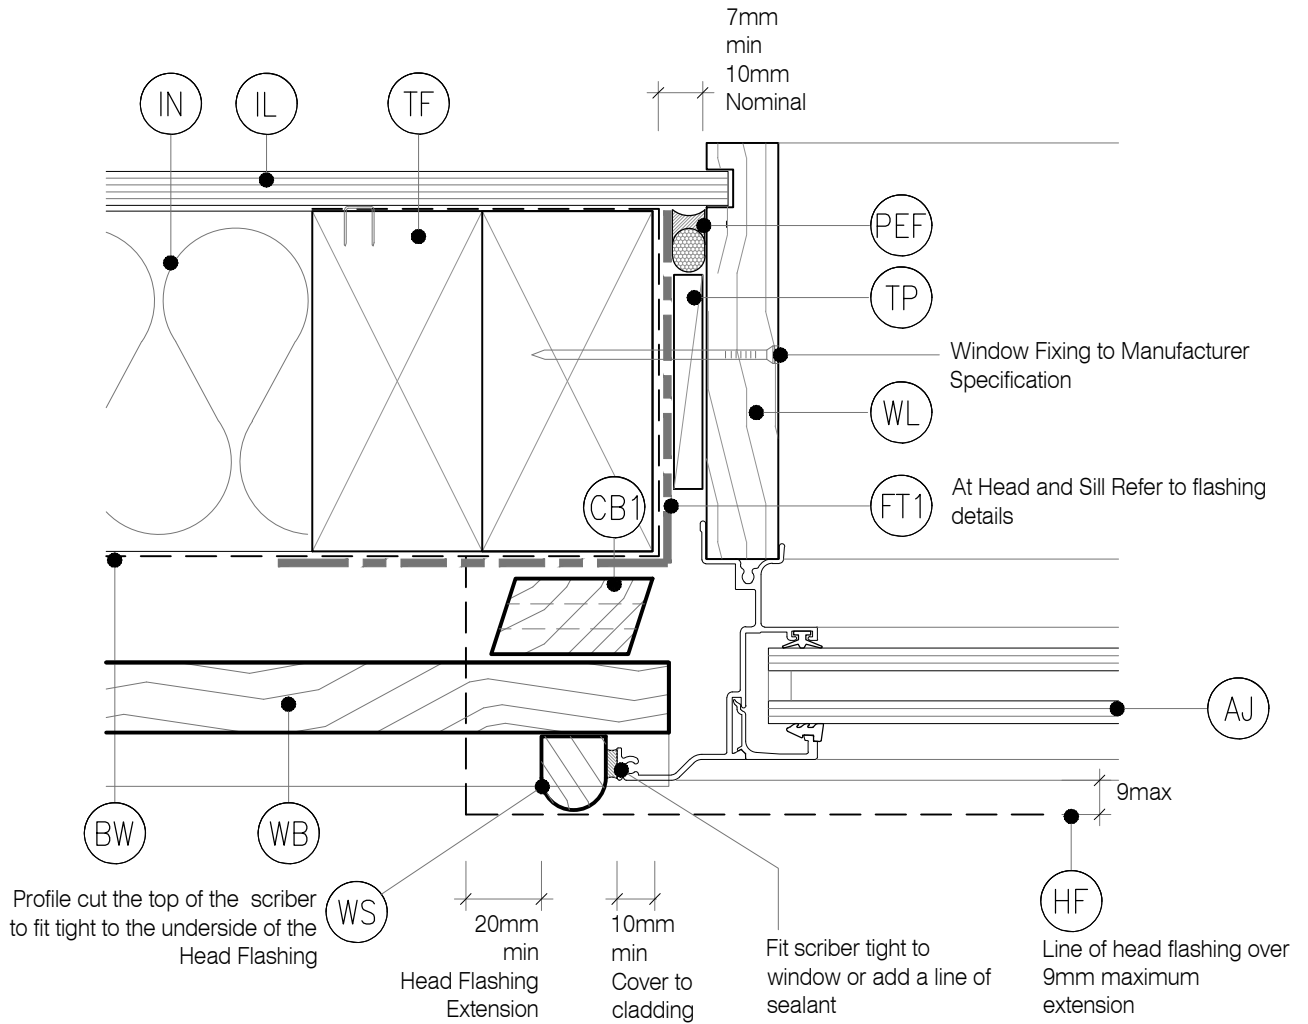 7mm
min
10mm
Nominal
IN
IL
TF
PEF
TP
Window Fixing to Manufacturer
Specification
WL
CB1
FT1
At Head and Sill Refer to flashing
details
AJ
9max
BW
WB
WS
HF
Profile cut the top of the scriber
to fit tight to the underside of the
Head Flashing
20mm
min
Head Flashing
Extension
10mm
min
Cover to
cladding
Fit scriber tight to
window or add a line of
sealant
Line of head flashing over
9mm maximum
extension